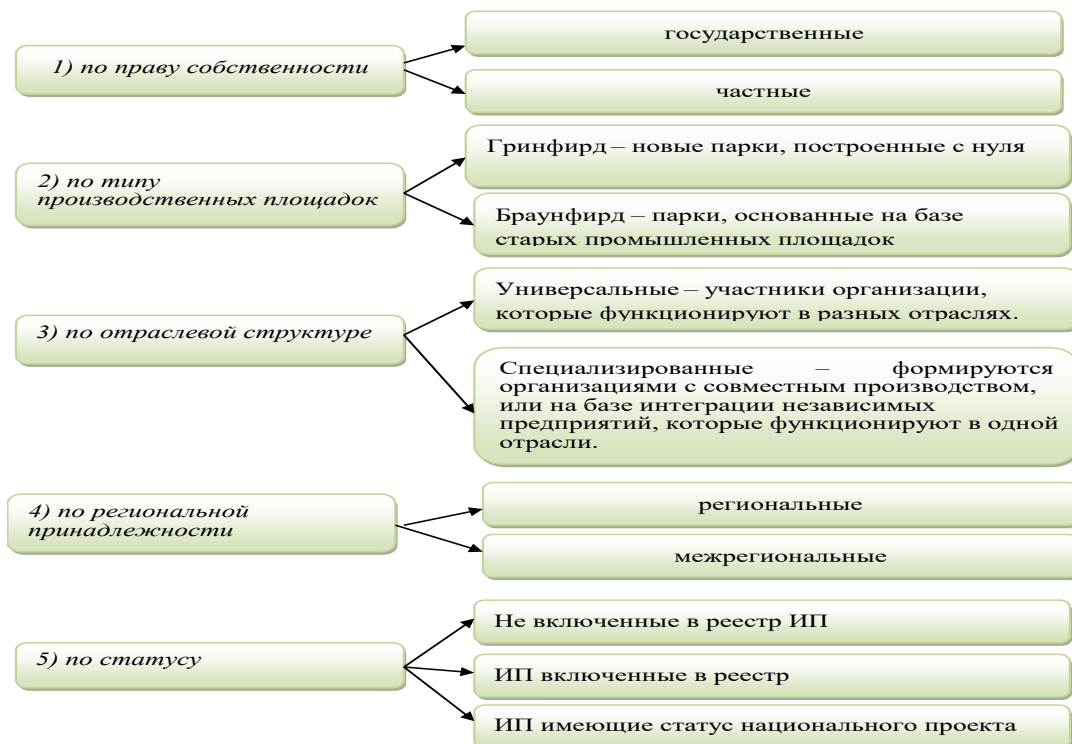 1) по праву собственности
государственные
частные
2) по типу
производственных площадок
Гринфирд – новые парки, построенные с нуля
Браунфирд – парки, основанные на базе
старых промышленных площадок
3) по отраслевой структуре
Универсальные – участники организации,
которые функционируют в разных отраслях.
Специализированные – формируются
организациями с совместным производством,
или на базе интеграции независимых
предприятий, которые функционируют в одной
отрасли.
4) по региональной
принадлежности
региональные
межрегиональные
5) по статусу
Не включенные в реестр ИП
ИП включенные в реестр
ИП имеющие статус национального проекта